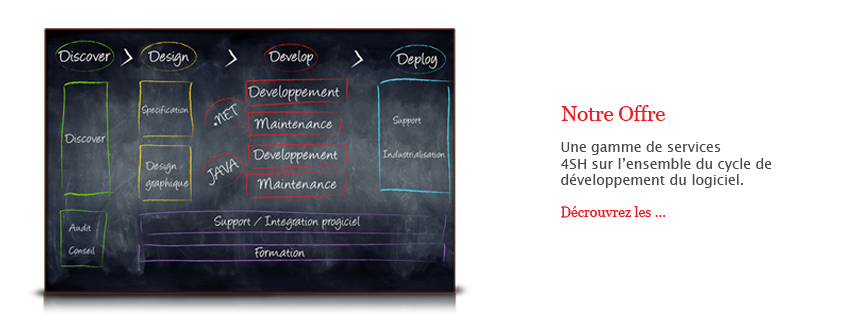 Discover > Design > Develop > Deploy
Discover
Specification
Design
graphique
.NET
Developpement
Maintenance
JAVA
Developpement
Maintenance
Support
Industrialisation
Audit
Conseil
Support / Integration progiciel
Formation
Notre Offre
Une gamme de services
4SH sur l’ensemble du cycle de
développement du logiciel.
Décrouvrez les ...